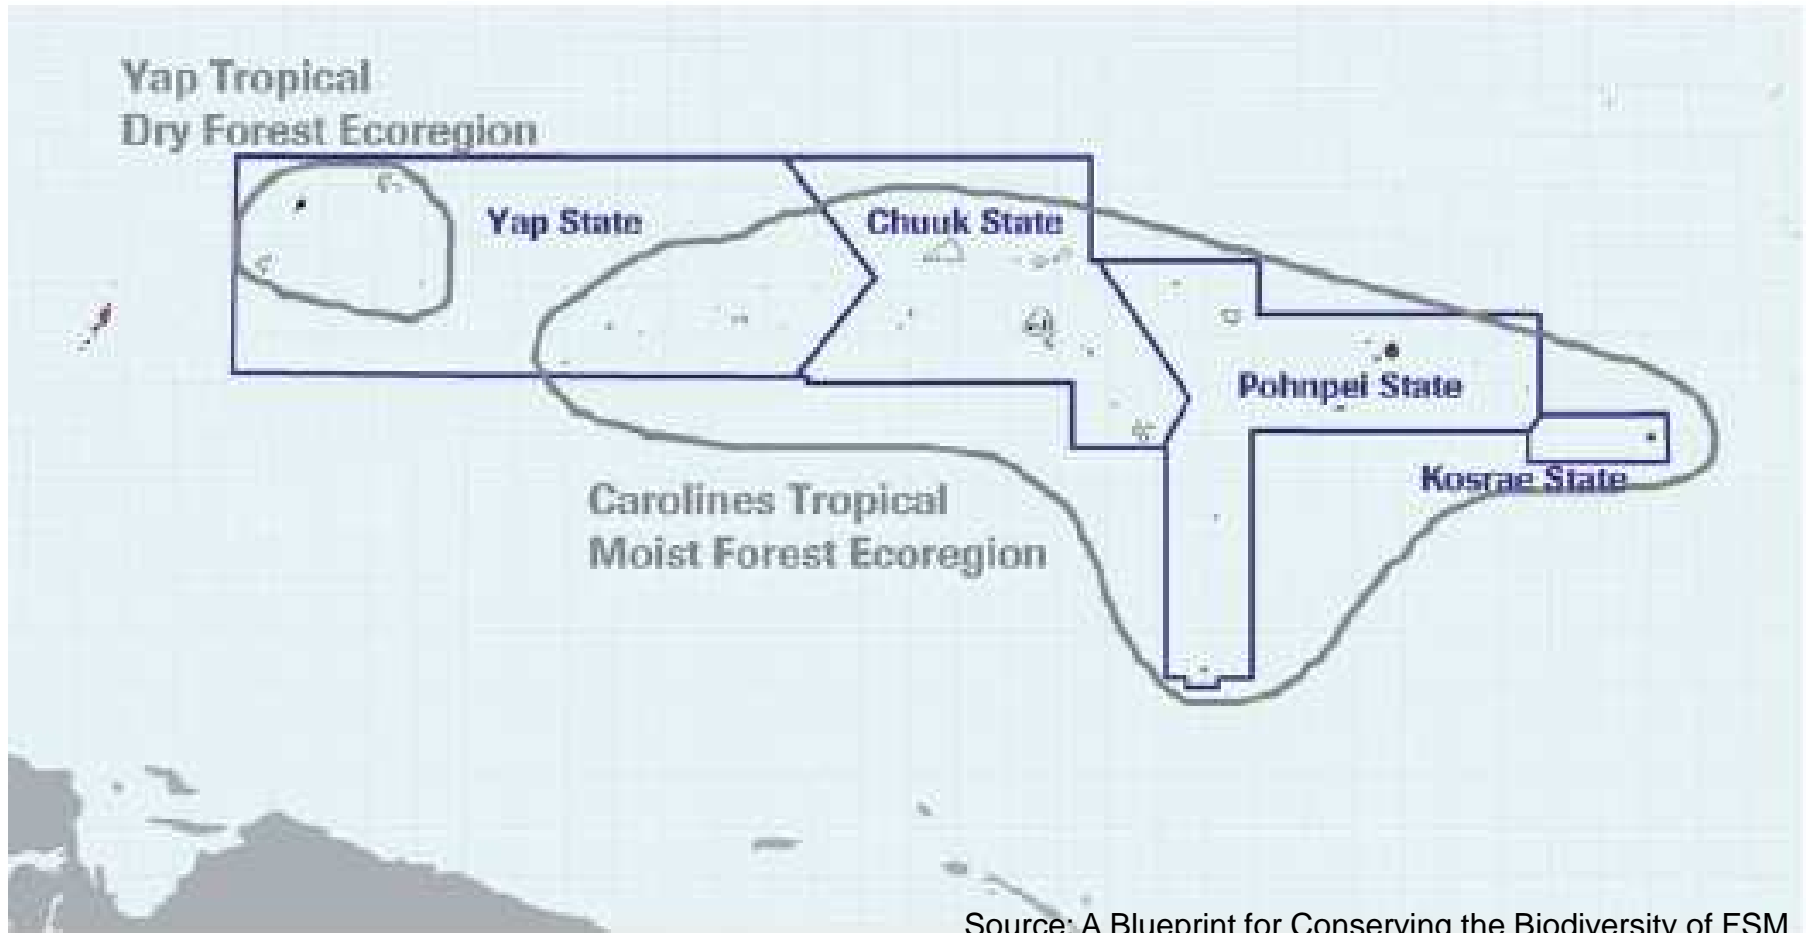 Yap Tropical
Dry Forest Ecoregion
Yap State
Chuuk State
Pohnpei State
Kosrae State
Carolines Tropical
Moist Forest Ecoregion
Source: A Blueprint for Conserving the Biodiversity of FSM